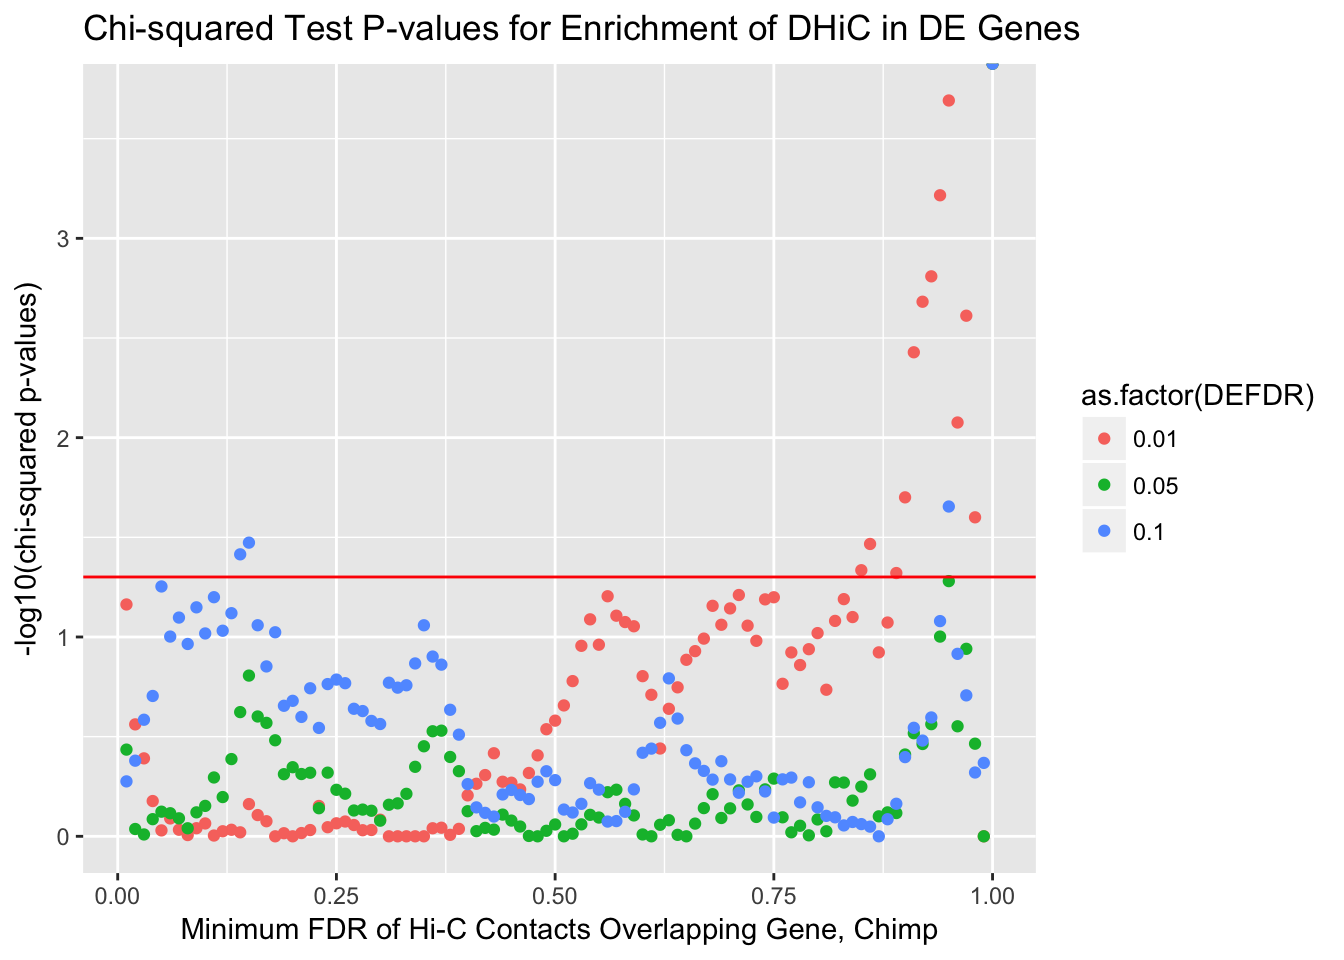 Chi-squared Test P-values for Enrichment of DHiC in DE Genes
-log10(chi-squared p-values)
3
2
1
0
0.00 0.25 0.50 0.75 1.00
Minimum FDR of Hi-C Contacts Overlapping Gene, Chimp
as.factor(DEFDR)
0.01
0.05
0.1